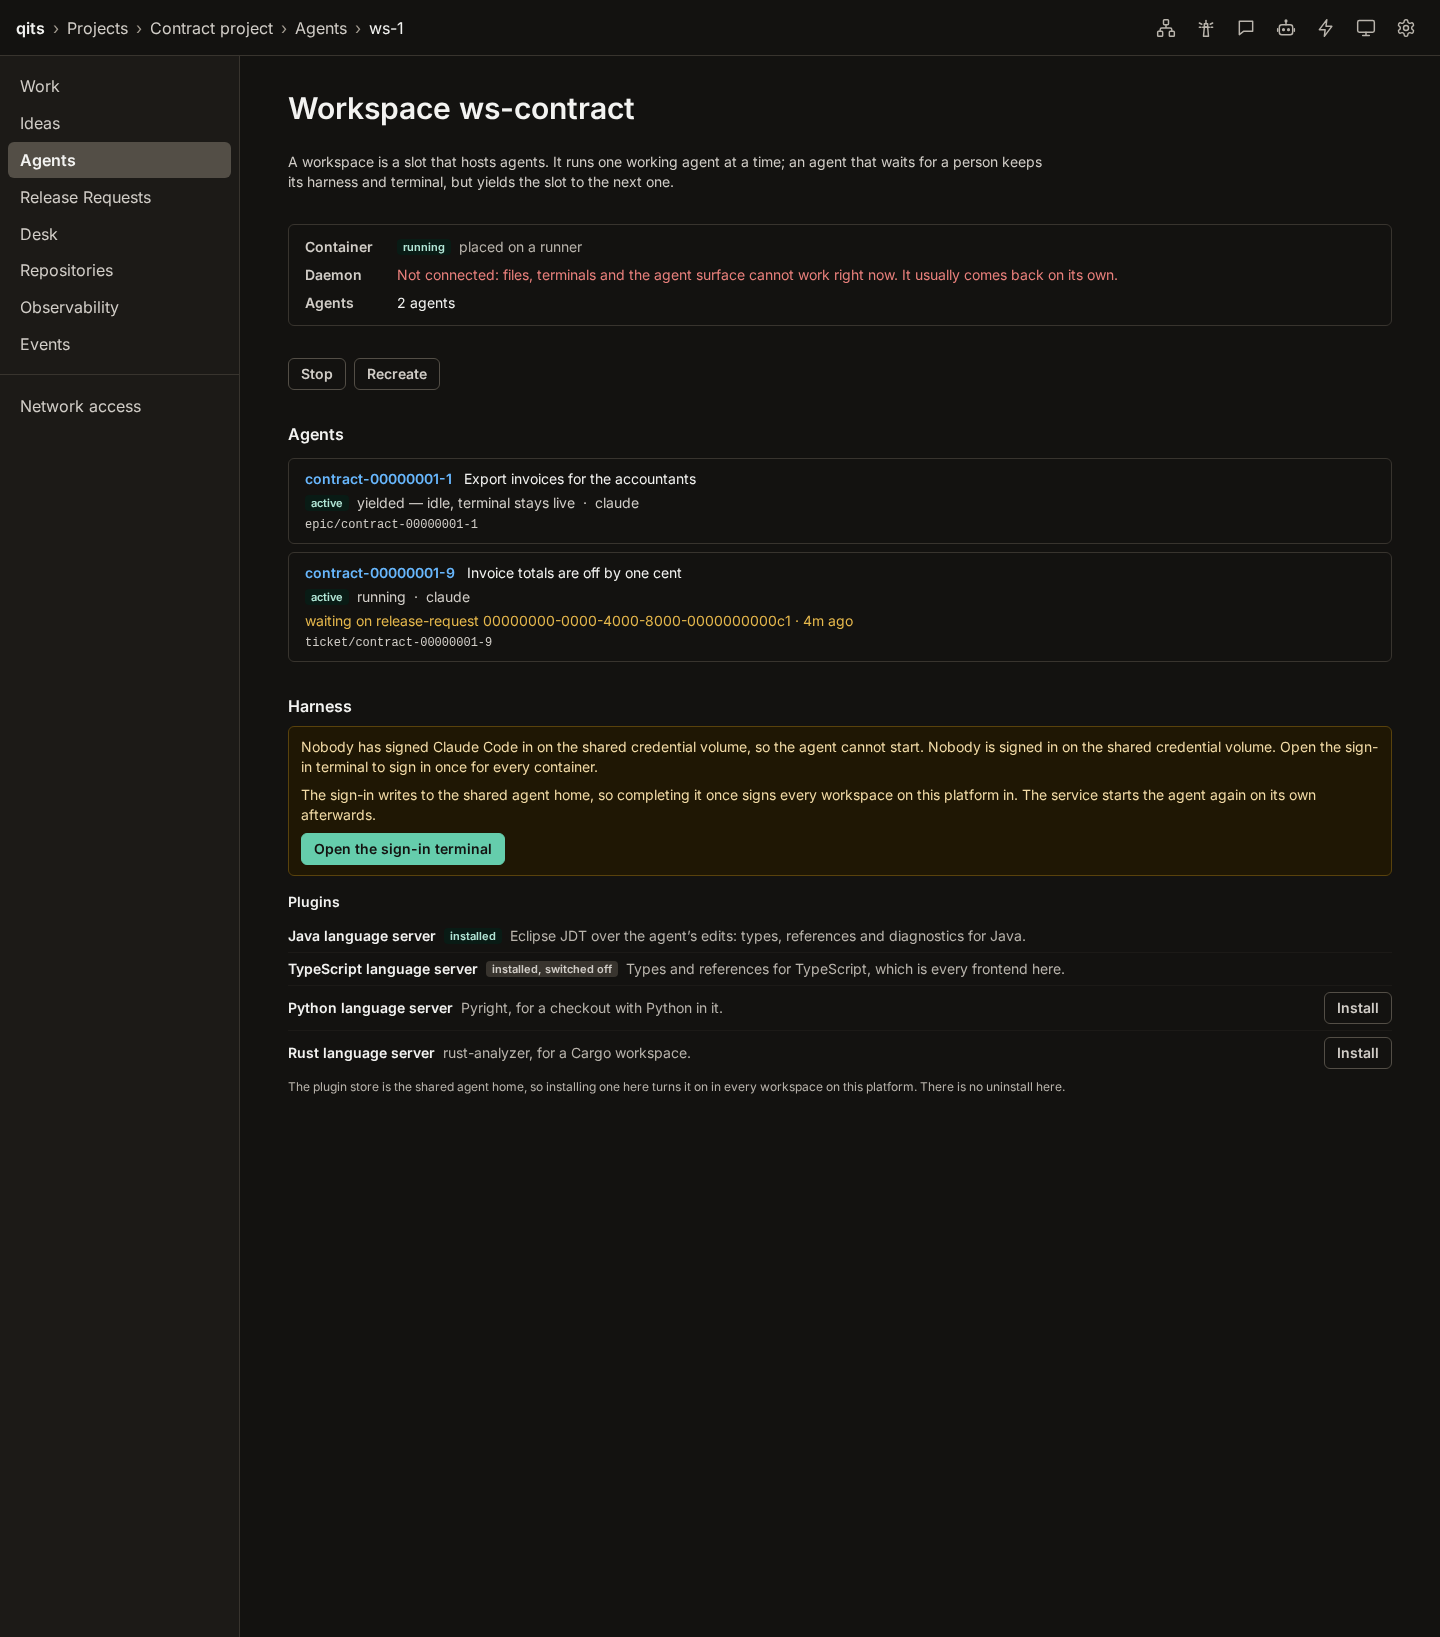 qits › Projects › Contract project › Agents › ws-1
Work
Ideas
Agents
Release Requests
Desk
Repositories
Observability
Events
Network access
Workspace ws-contract
A workspace is a slot that hosts agents. It runs one working agent at a time; an agent that waits for a person keeps
its harness and terminal, but yields the slot to the next one.
Container running placed on a runner
Daemon Not connected: files, terminals and the agent surface cannot work right now. It usually comes back on its own.
Agents 2 agents
Stop Recreate
Agents
contract-00000001-1 Export invoices for the accountants
active yielded — idle, terminal stays live · claude
epic/contract-00000001-1
contract-00000001-9 Invoice totals are off by one cent
active running · claude
waiting on release-request 00000000-0000-4000-8000-0000000000c1 · 4m ago
ticket/contract-00000001-9
Harness
Nobody has signed Claude Code in on the shared credential volume, so the agent cannot start. Nobody is signed in on the shared credential volume. Open the sign-
in terminal to sign in once for every container.
The sign-in writes to the shared agent home, so completing it once signs every workspace on this platform in. The service starts the agent again on its own
afterwards.
Open the sign-in terminal
Plugins
Java language server installed Eclipse JDT over the agent’s edits: types, references and diagnostics for Java.
TypeScript language server installed, switched off Types and references for TypeScript, which is every frontend here.
Python language server Pyright, for a checkout with Python in it. Install
Rust language server rust-analyzer, for a Cargo workspace. Install
The plugin store is the shared agent home, so installing one here turns it on in every workspace on this platform. There is no uninstall here.